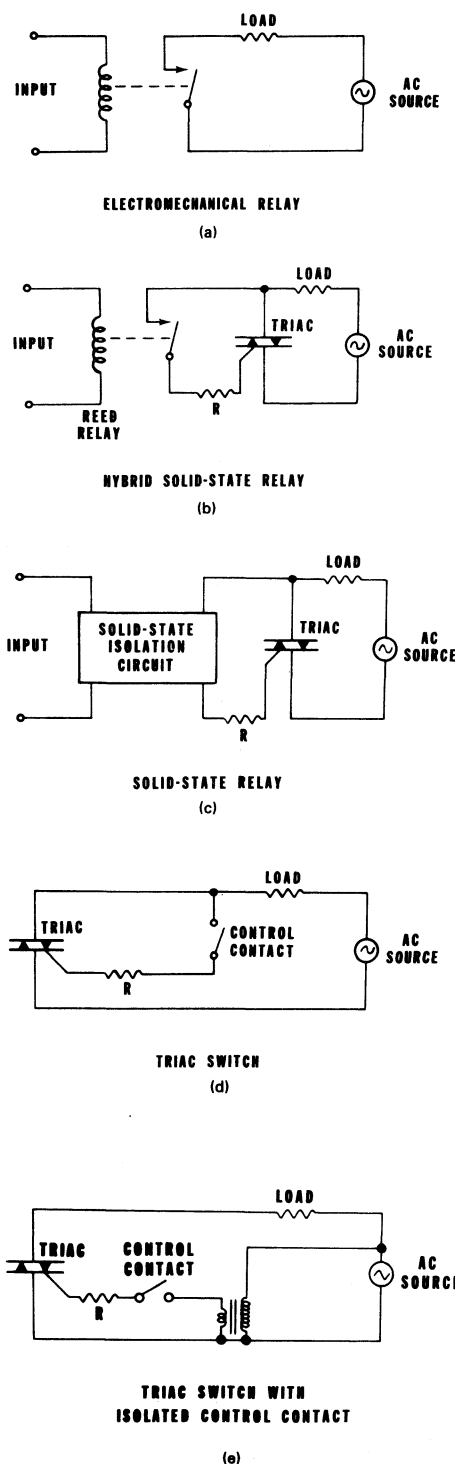 LOAD
INPUT
AC
SOURCE
ELECTROMECHANICAL RELAY
(a)
LOAD
TRIAC
INPUT
AC
SOURCE
R
REED
RELAY
HYBRID SOLID-STATE RELAY
(b)
LOAD
TRIAC
INPUT
SOLID-STATE
ISOLATION
CIRCUIT
AC
SOURCE
R
SOLID-STATE RELAY
(c)
LOAD
TRIAC
CONTROL
CONTACT
AC
SOURCE
R
TRIAC SWITCH
(d)
LOAD
TRIAC
CONTROL
CONTACT
AC
SOURCE
R
TRIAC SWITCH WITH
ISOLATED CONTROL CONTACT
(e)